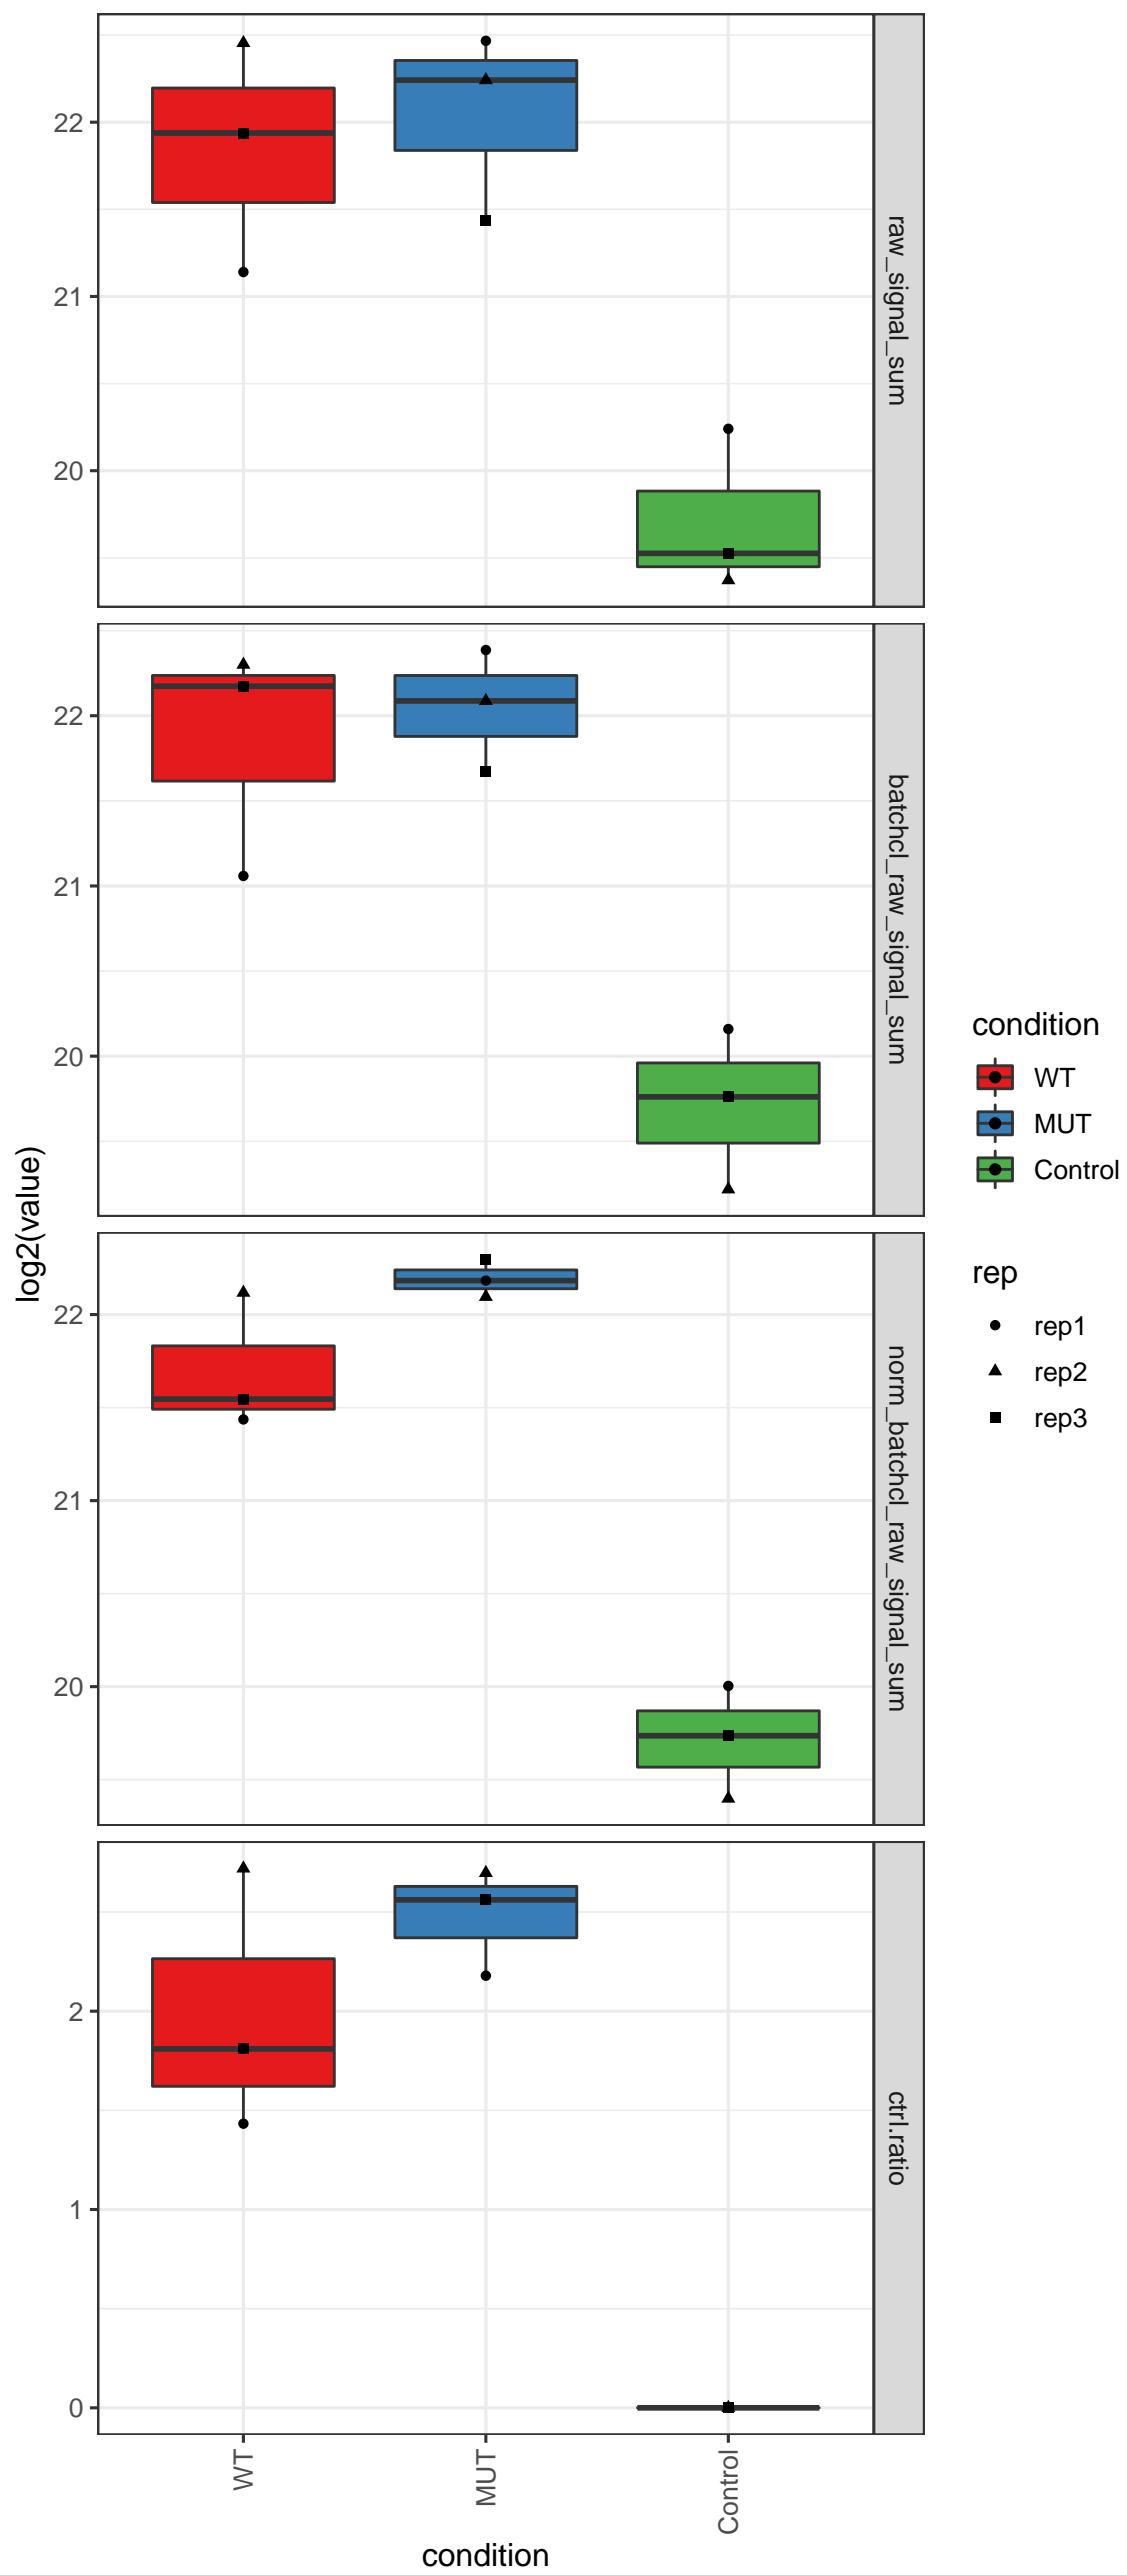 22
21
20
raw_signal_sum
22
21
20
batchcl_raw_signal_sum
22
21
20
norm_batchcl_raw_signal_sum
2
1
0
ctrl.ratio
log2(value)
WT
MUT
Control
condition
condition
WT
MUT
Control
rep
rep1
rep2
rep3